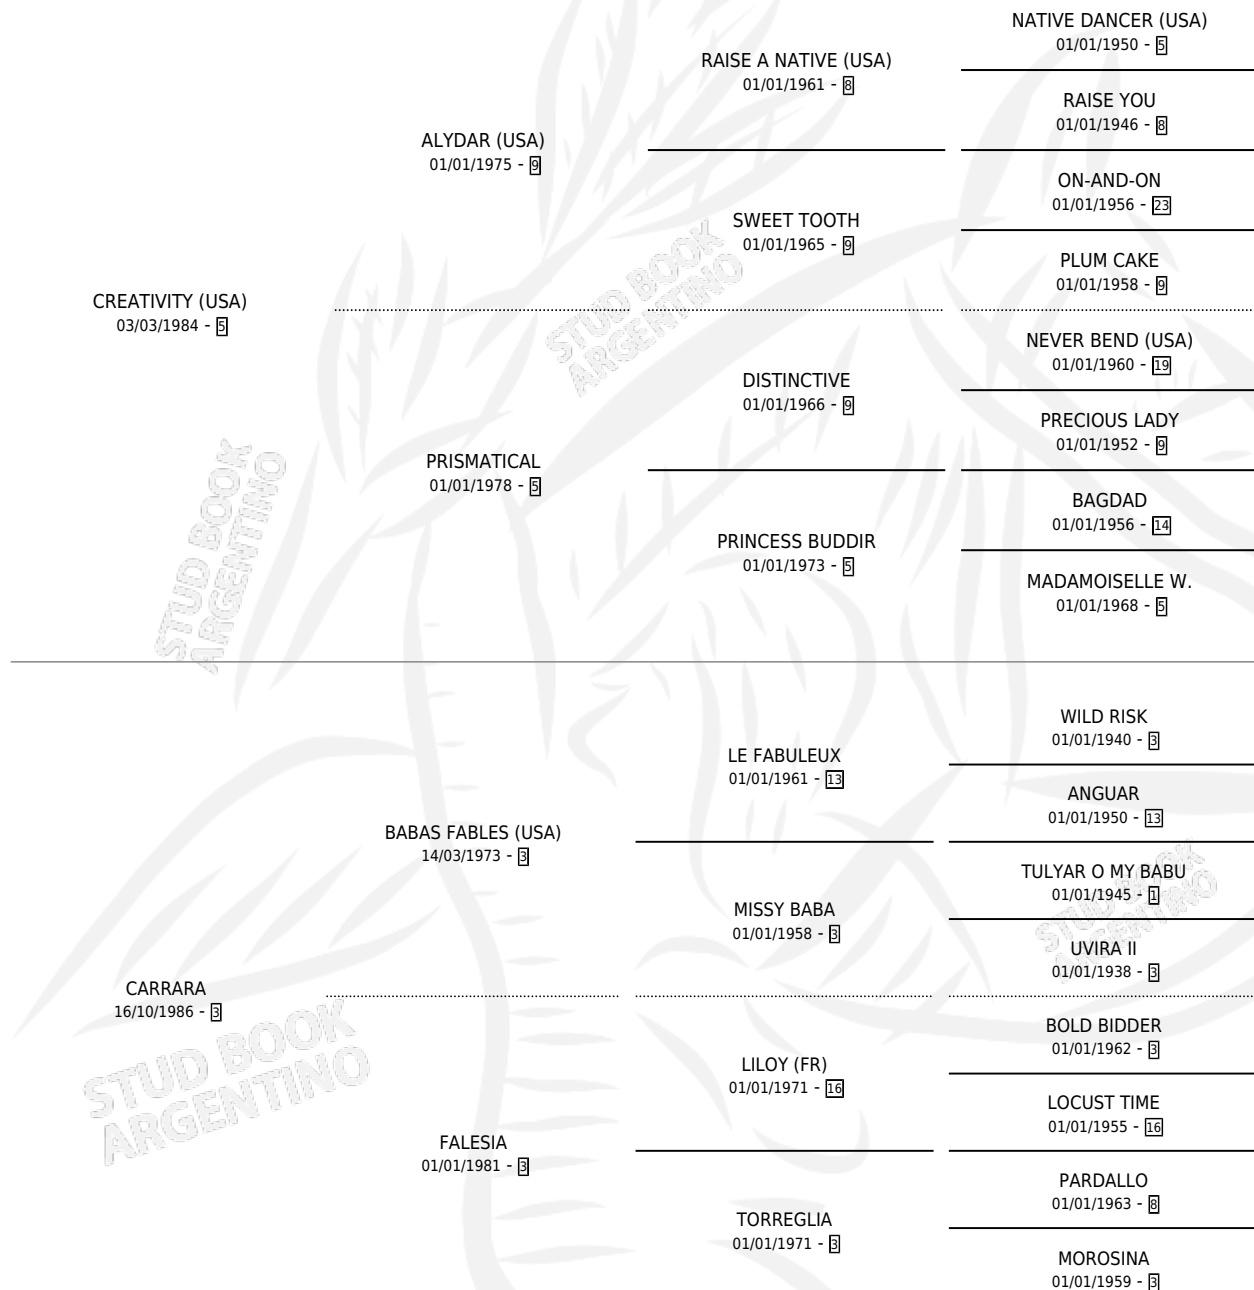 NATIVE DANCER (USA)
01/01/1950 - 5
RAISE A NATIVE (USA)
01/01/1961 - 8
RAISE YOU
01/01/1946 - 8
ALYDAR (USA)
01/01/1975 - 9
ON-AND-ON
01/01/1956 - 23
SWEET TOOTH
01/01/1965 - 9
PLUM CAKE
01/01/1958 - 9
CREATIVITY (USA)
03/03/1984 - 5
NEVER BEND (USA)
01/01/1960 - 19
DISTINCTIVE
01/01/1966 - 9
PRECIOUS LADY
01/01/1952 - 9
PRISMATICAL
01/01/1978 - 5
BAGDAD
01/01/1956 - 14
PRINCESS BUDDIR
01/01/1973 - 5
MADAMOISELLE W.
01/01/1968 - 5
WILD RISK
01/01/1940 - 3
LE FABULEUX
01/01/1961 - 13
ANGUAR
01/01/1950 - 13
BABAS FABLES (USA)
14/03/1973 - 3
TULYAR O MY BABU
01/01/1945 - 1
MISSY BABA
01/01/1958 - 3
UVIRA II
01/01/1938 - 3
CARRARA
16/10/1986 - 3
BOLD BIDDER
01/01/1962 - 3
LILOY (FR)
01/01/1971 - 16
LOCUST TIME
01/01/1955 - 16
FALESIA
01/01/1981 - 3
PARDALLO
01/01/1963 - 8
TORREGLIA
01/01/1971 - 3
MOROSINA
01/01/1959 - 3
STUD BOOK
ARGENTINO
STUD BOOK
ARGENTINO
STUD BOOK
ARGENTINO
STUD BOOK
ARGENTINO